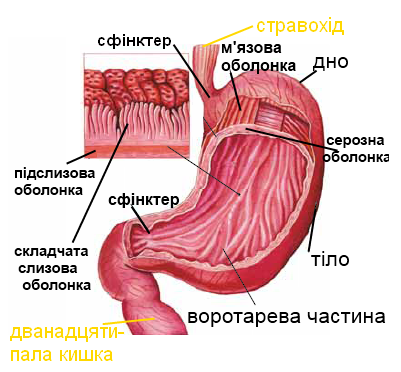 стравохід
сфінктер
м'язова
оболонка
дно
серозна
оболонка
підслизова
оболонка
сфінктер
складчата
слизова
оболонка
тіло
воротарева частина
дванадцяти-
пала кишка